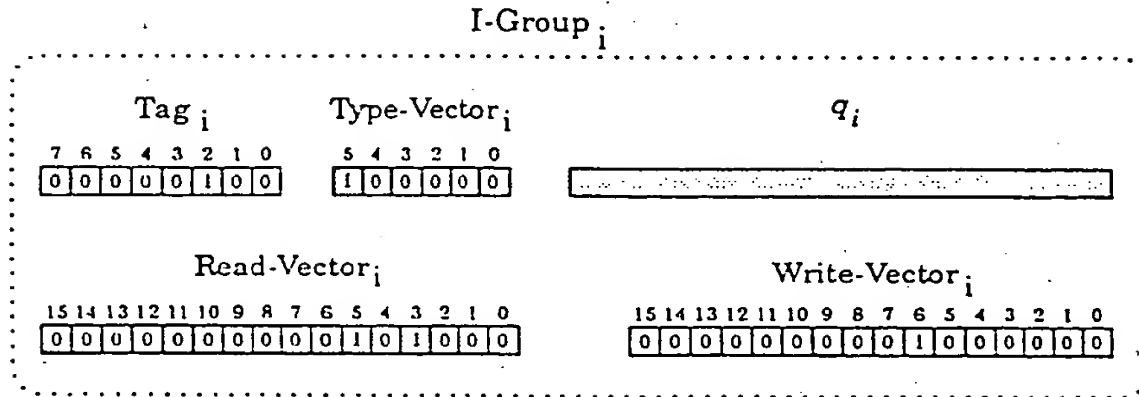 I-Group i
Tag i Type-Vector i q i
7 6 5 4 3 2 1 0 5 4 3 2 1 0
0 0 0 0 0 1 0 0 1 0 0 0 0 0
Read-Vector i Write-Vector i
15 14 13 12 11 10 9 8 7 6 5 4 3 2 1 0 15 14 13 12 11 10 9 8 7 6 5 4 3 2 1 0
0 0 0 0 0 0 0 0 0 0 1 0 1 0 0 0 0 0 0 0 0 0 0 0 0 1 0 0 0 0 0 0